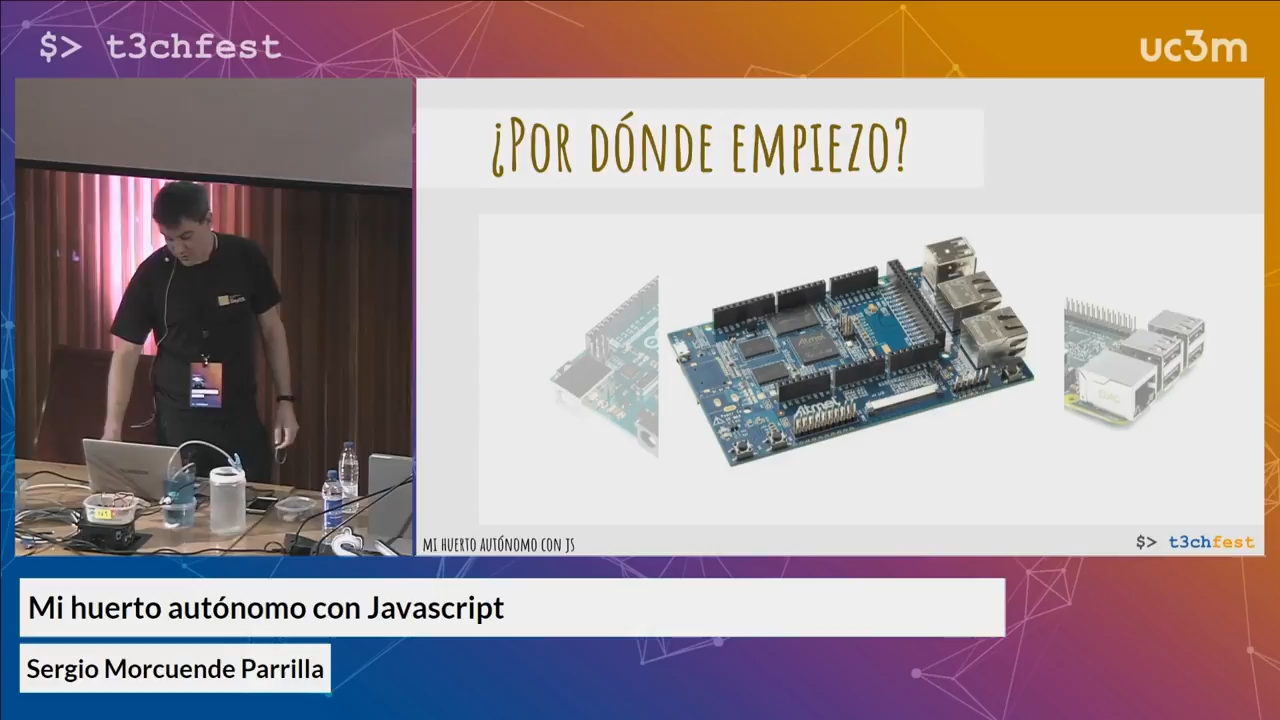 $> t3chfest
uc3m
¿POR DÓNDE EMPIEZO?
Atmel
Atmel
MI HUERTO AUTÓNOMO CON JS
$> t3chfest
Mi huerto autónomo con Javascript
Sergio Morcuende Parrilla